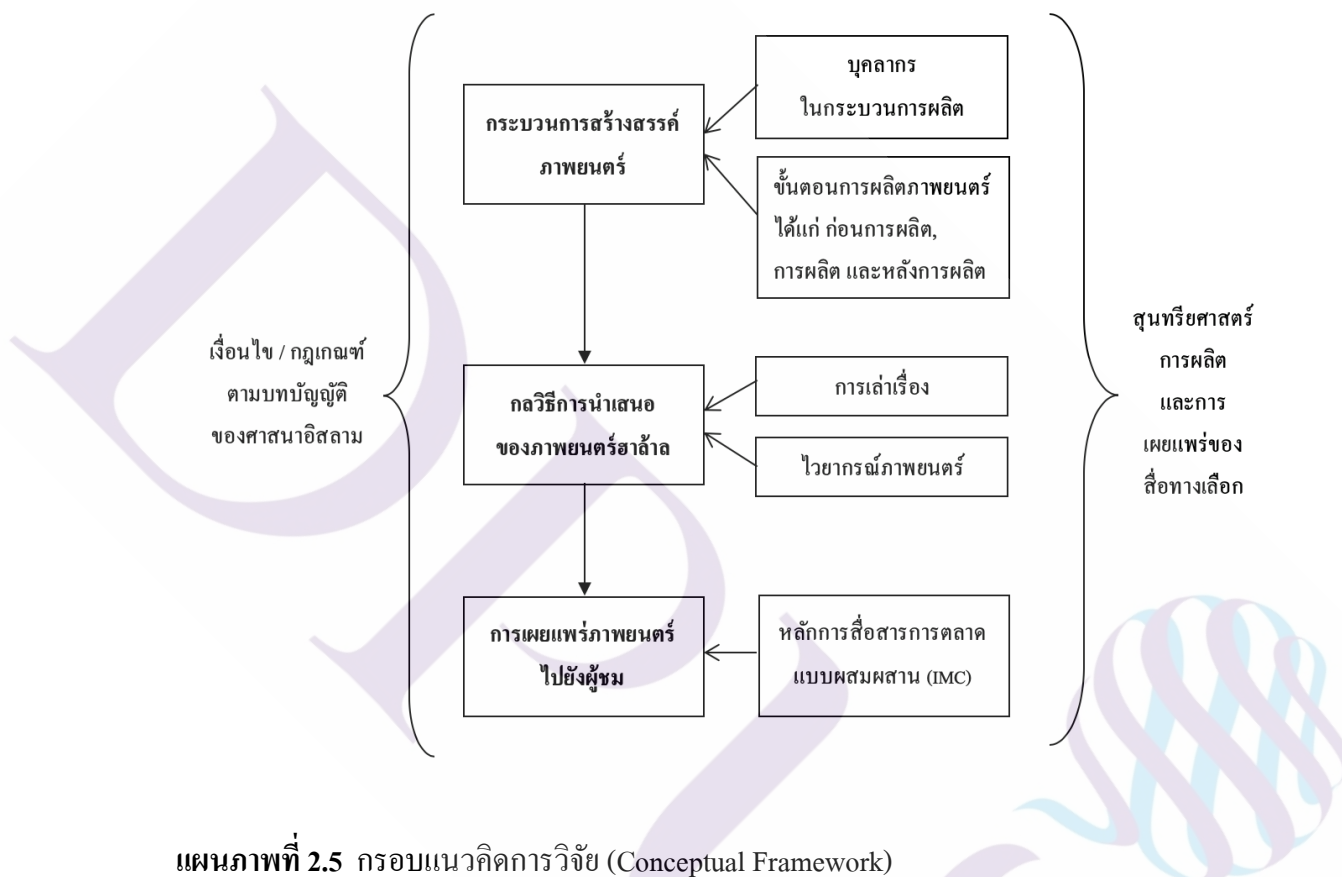 บุคลากร
ในกระบวนการผลิต
กระบวนการสร้างสรรค์
ภาพยนตร์
ขั้นตอนการผลิตภาพยนตร์
ได้แก่ ก่อนการผลิต,
การผลิต และหลังการผลิต
เงื่อนไข / กฎเกณฑ์
ตามบทบัญญัติ
ของศาสนาอิสลาม
กลวิธีการนำเสนอ
ของภาพยนตร์ฮาล้าล
การเล่าเรื่อง
ไวยากรณ์ภาพยนตร์
การเผยแพร่ภาพยนตร์
ไปยังผู้ชม
หลักการสื่อสารการตลาด
แบบผสมผสาน (IMC)
สุนทรียศาสตร์
การผลิต
และการ
เผยแพร่ของ
สื่อทางเลือก
แผนภาพที่ 2.5 กรอบแนวคิดการวิจัย (Conceptual Framework)